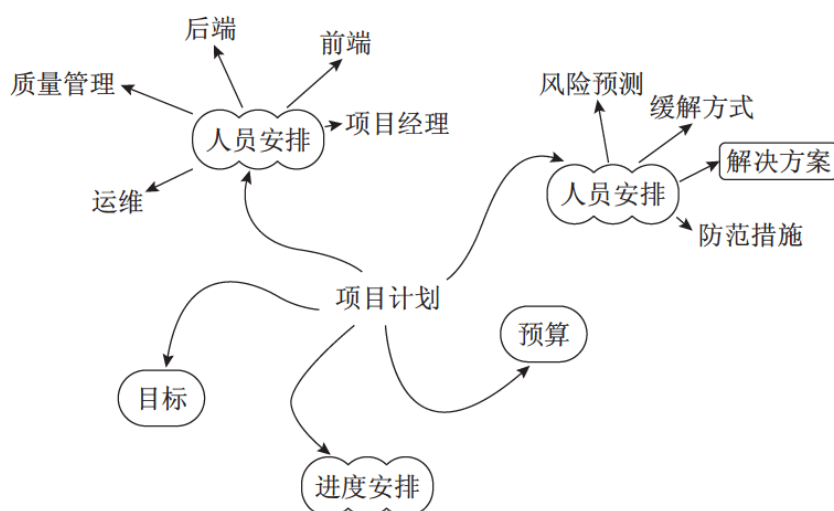 后端
前端
质量管理
人员安排
项目经理
运维
风险预测
缓解方式
解决方案
人员安排
防范措施
项目计划
预算
目标
进度安排